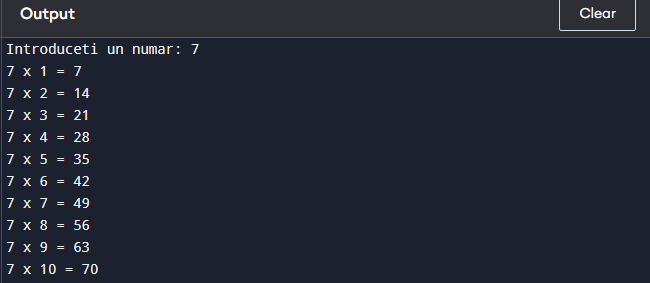 Output
Clear
Introduceti un numar: 7
7 x 1 = 7
7 x 2 = 14
7 x 3 = 21
7 x 4 = 28
7 x 5 = 35
7 x 6 = 42
7 x 7 = 49
7 x 8 = 56
7 x 9 = 63
7 x 10 = 70